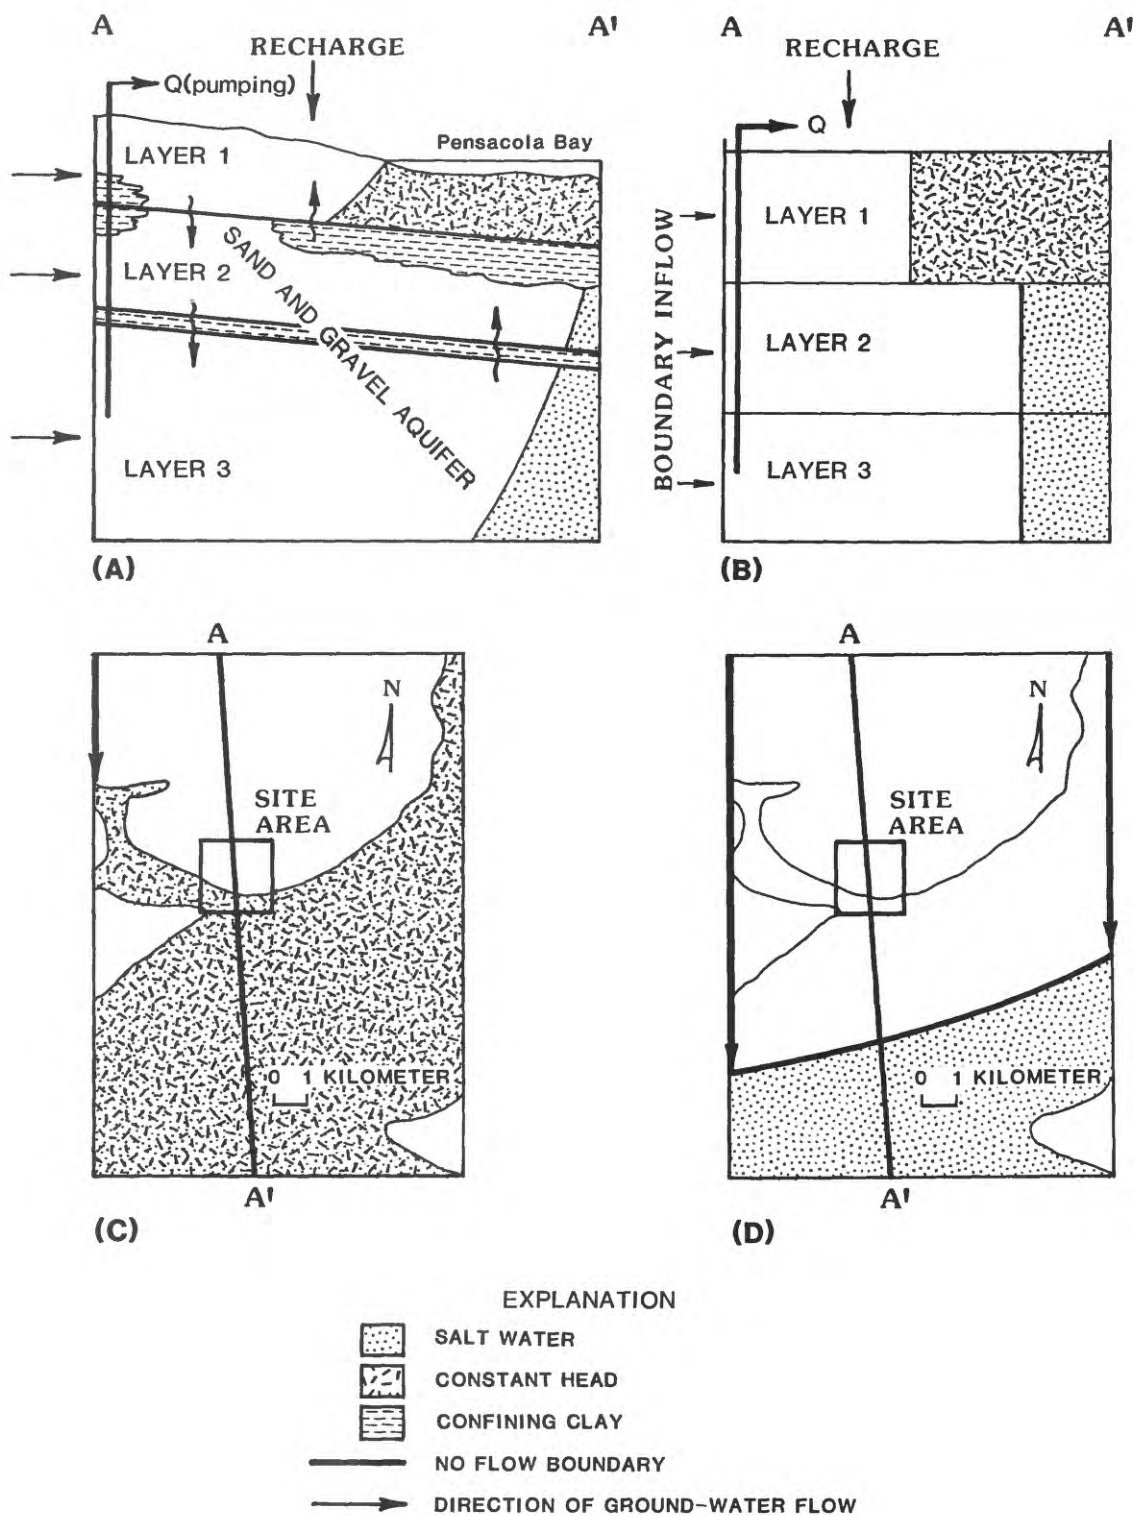 A
A'
RECHARGE
Q(pumping)
Pensacola Bay
LAYER 1
LAYER 2
SAND AND GRAVEL AQUIFER
LAYER 3
(A)
A
A'
RECHARGE
Q
BOUNDARY INFLOW
LAYER 1
LAYER 2
LAYER 3
(B)
A
N
SITE
AREA
0 1 KILOMETER
A'
(C)
A
N
SITE
AREA
0 1 KILOMETER
A'
(D)
EXPLANATION
SALT WATER
CONSTANT HEAD
CONFINING CLAY
NO FLOW BOUNDARY
DIRECTION OF GROUND-WATER FLOW